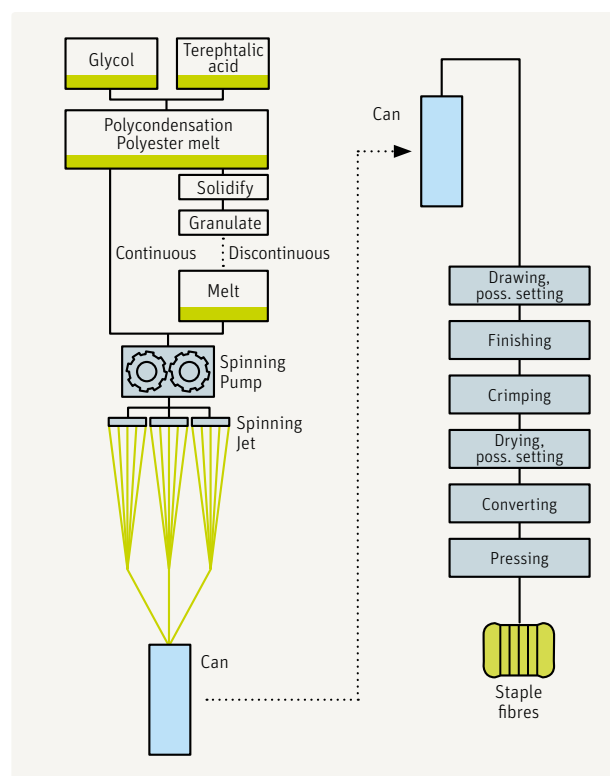 Glycol
Terephtalic
acid
Polycondensation
Polyester melt
Solidify
Granulate
Continuous
Discontinuous
Melt
Spinning
Pump
Spinning
Jet
Can
Can
Drawing,
poss. setting
Finishing
Crimping
Drying,
poss. setting
Converting
Pressing
Staple
fibres